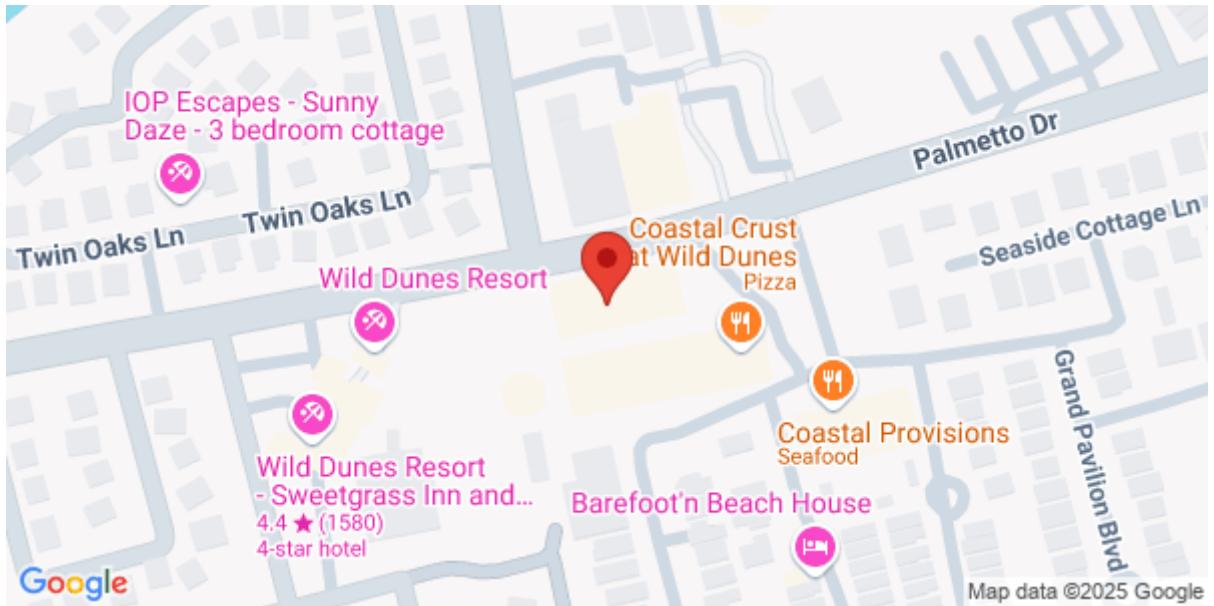 IOP Escapes - Sunny
Daze - 3 bedroom cottage
Palmetto Dr
Twin Oaks Ln
Twin Oaks Ln
Seaside Cottage Ln
Coastal Crust
at Wild Dunes
Pizza
Wild Dunes Resort
Grand Pavilion Blvd
Coastal Provisions
Seafood
Wild Dunes Resort
- Sweetgrass Inn and...
4.4 ★ (1580)
4-star hotel
Barefoot'n Beach House
Google
Map data ©2025 Google